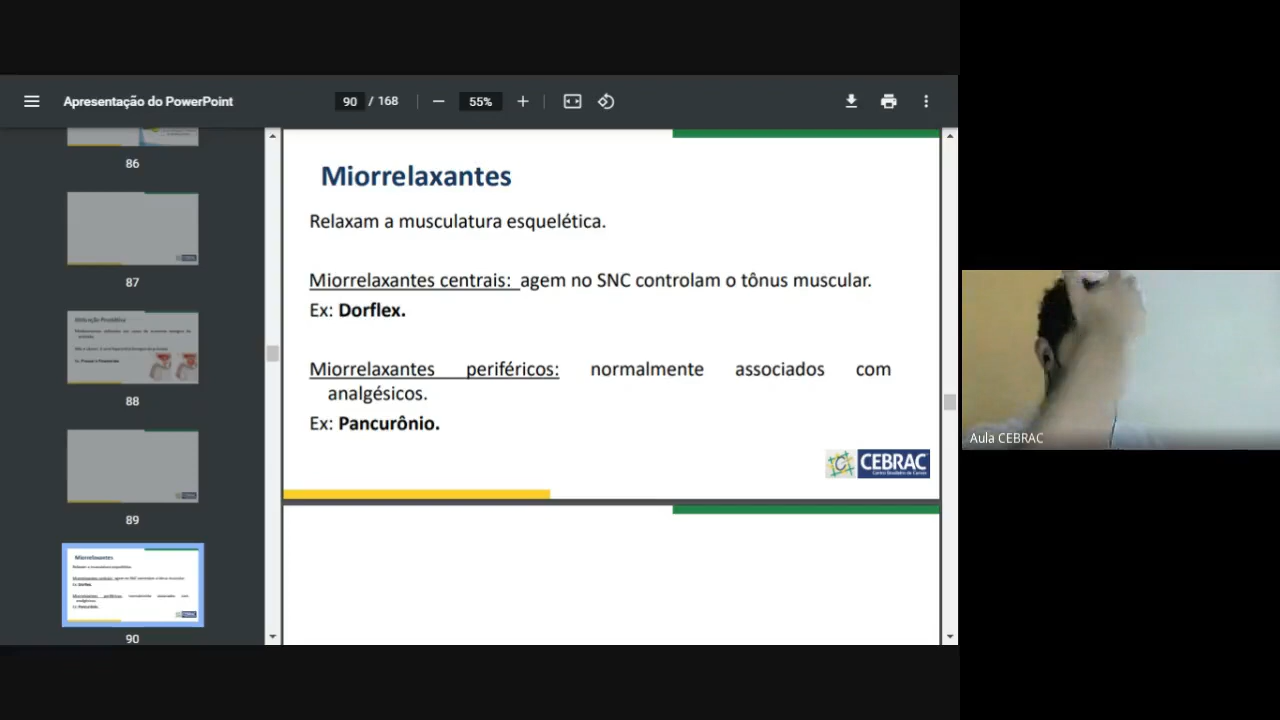 Apresentação do PowerPoint
90 / 168
55%
86
87
88
89
90
Miorrelaxantes
Relaxam a musculatura esquelética.
Miorrelaxantes centrais: agem no SNC controlam o tônus muscular.
Ex: Dorflex.
Miorrelaxantes periféricos: normalmente associados com
analgésicos.
Ex: Pancurônio.
CEBRAC
Aula CEBRAC